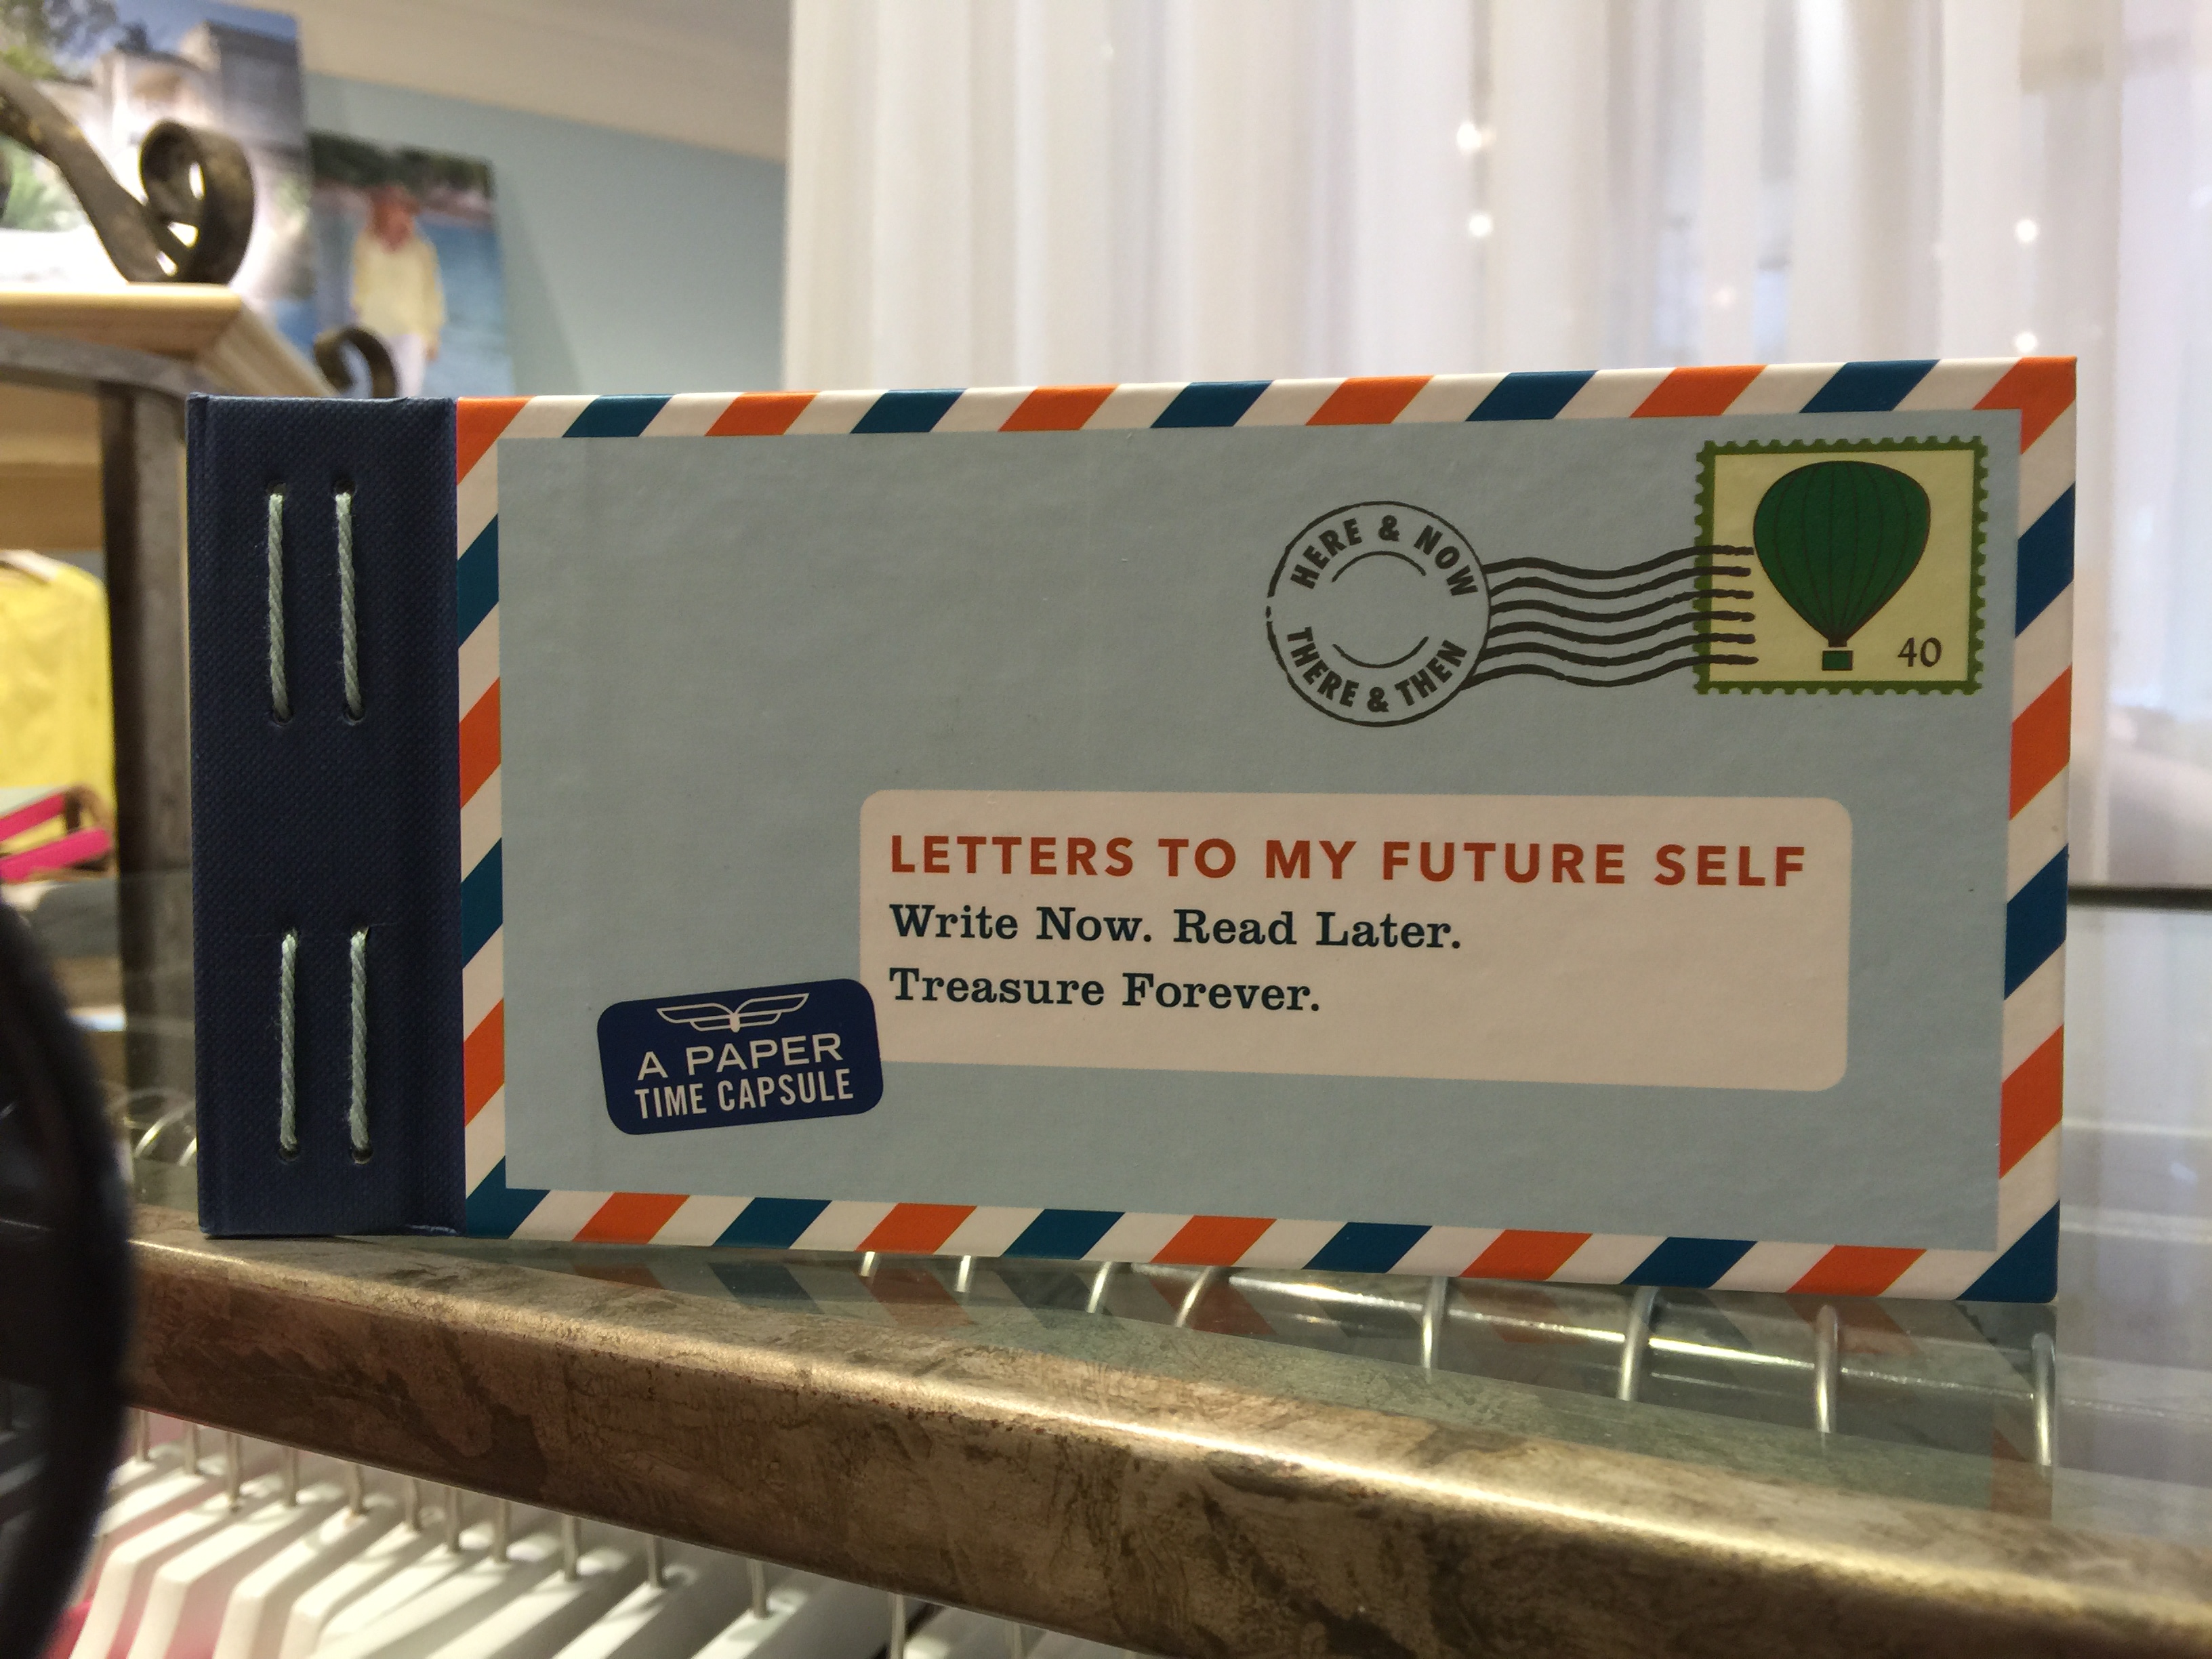 HERE & NOW
THERE & THEN
40
LETTERS TO MY FUTURE SELF
Write Now. Read Later.
Treasure Forever.
A PAPER
TIME CAPSULE